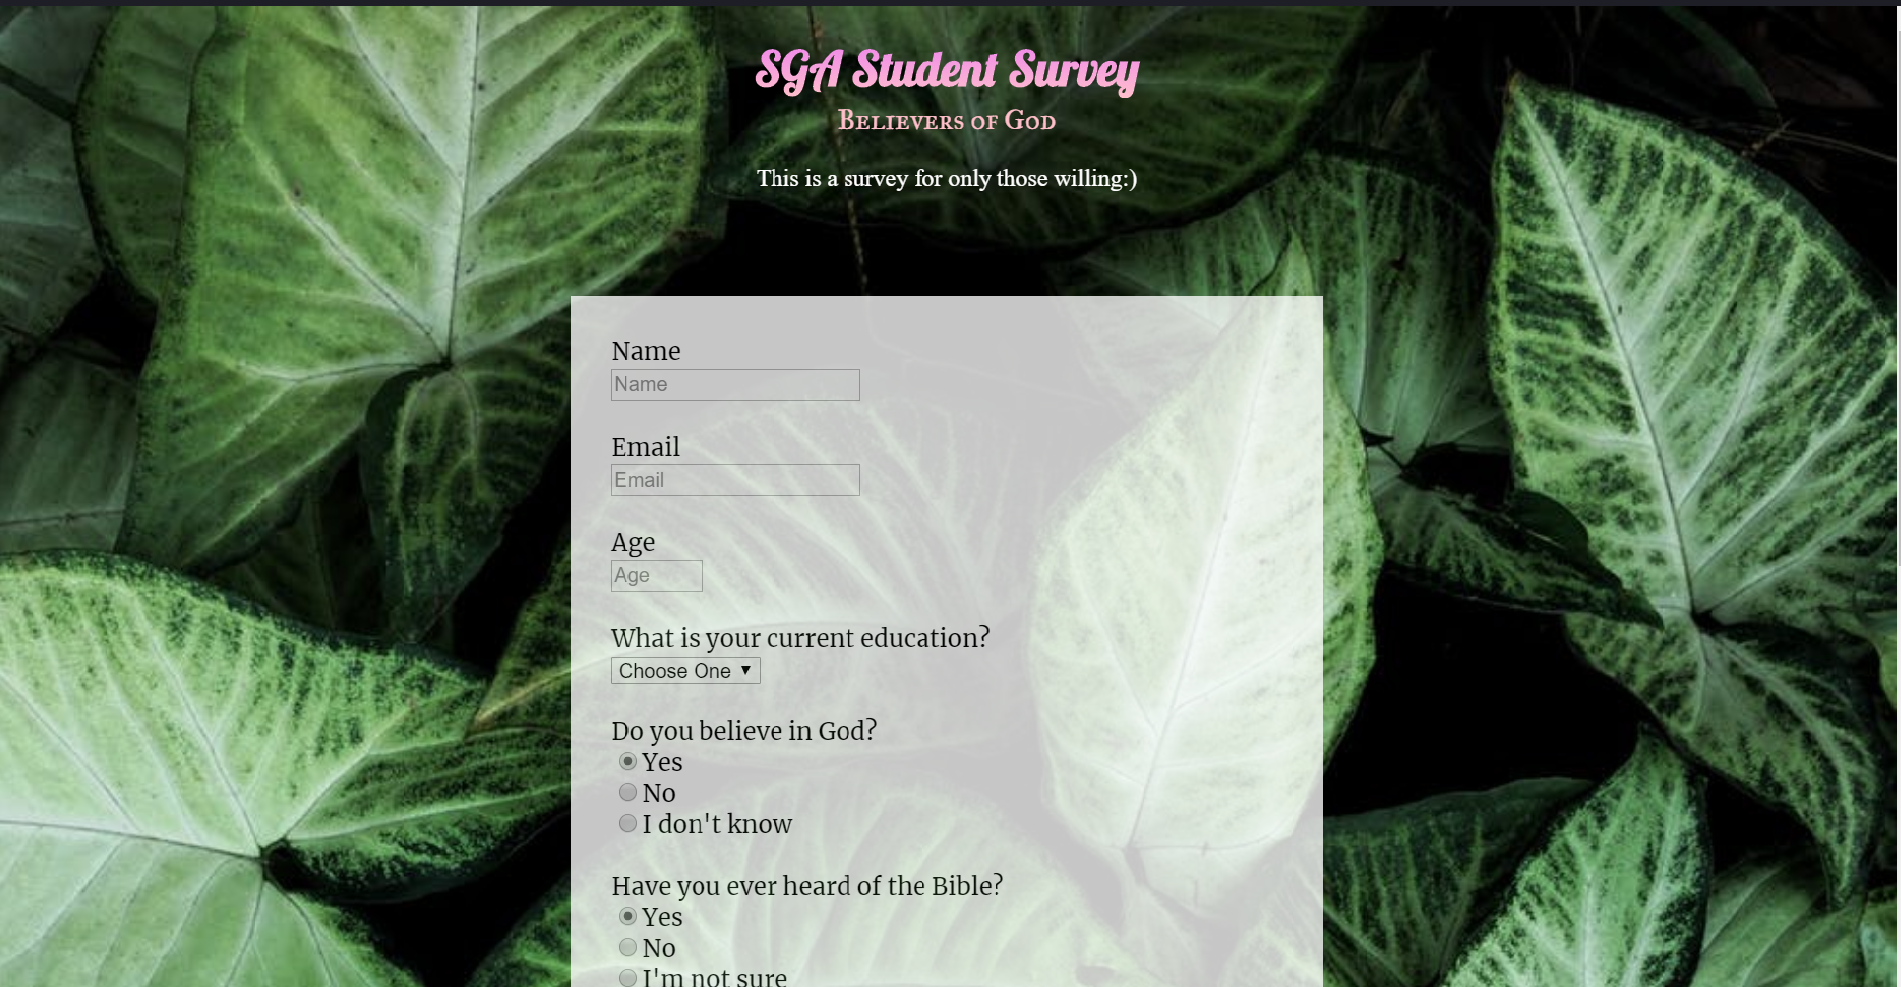 SGA Student Survey
Believers of God
This is a survey for only those willing:)
Name
Name
Email
Email
Age
Age
What is your current education?
Choose One
Do you believe in God?
Yes
No
I don't know
Have you ever heard of the Bible?
Yes
No
I'm not sure